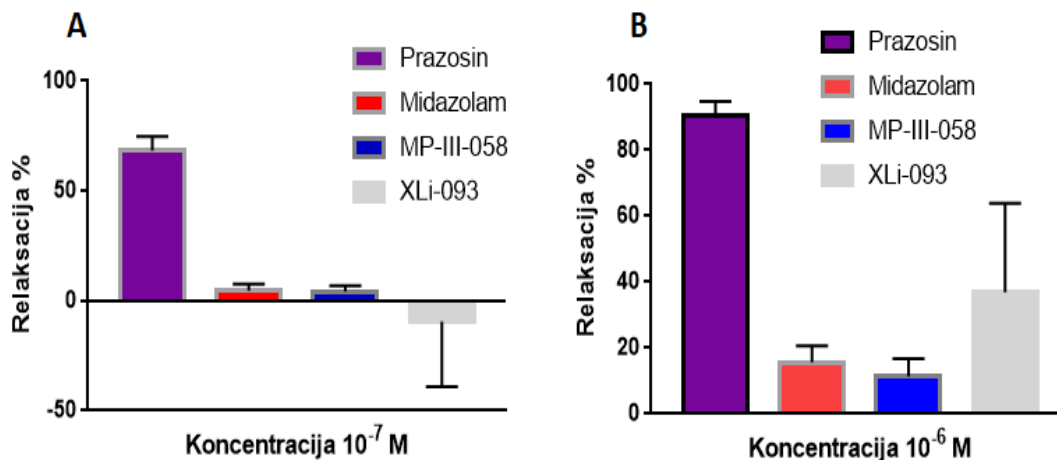 A
Prazosin
Midazolam
MP-III-058
XLi-093
Relaksacija %
100
50
0
-50
Koncentracija 10⁻⁷ M
B
Prazosin
Midazolam
MP-III-058
XLi-093
Relaksacija %
100
80
60
40
20
0
Koncentracija 10⁻⁶ M